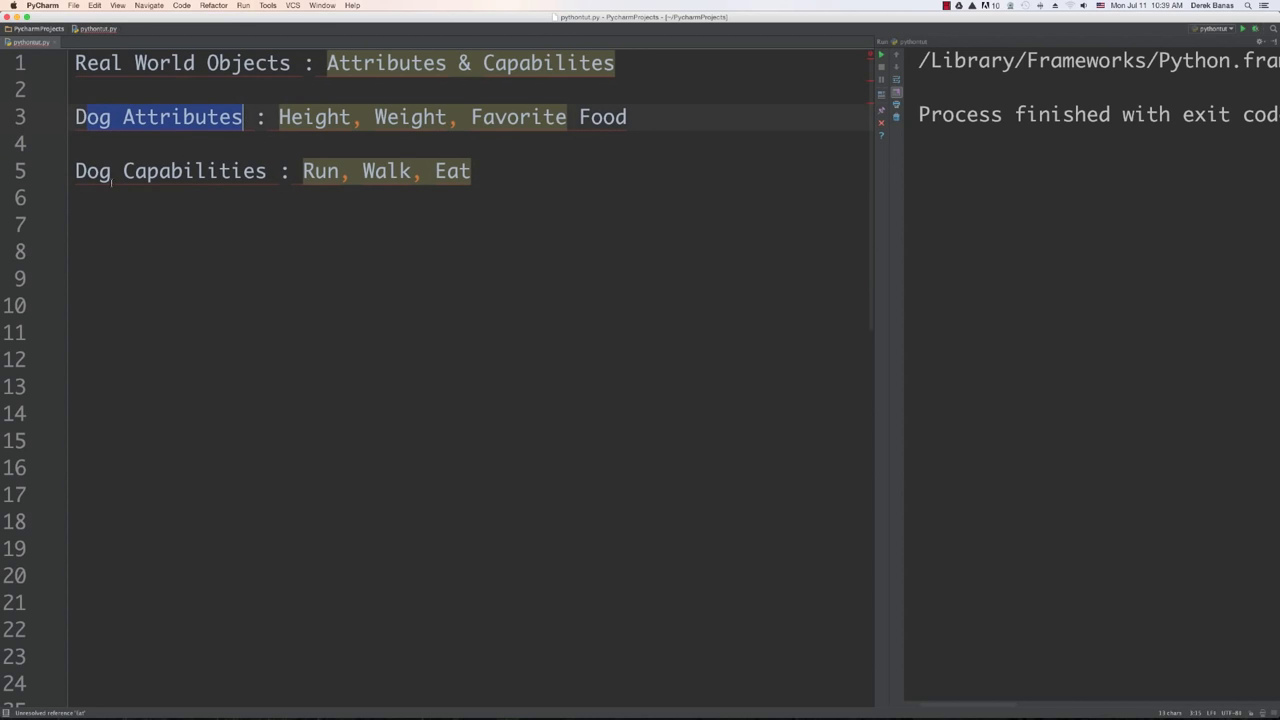 PyCharm File Edit View Navigate Code Refactor Run Tools VCS Window Help 10 Mon Jul 11 10:39 AM Derek Banas
pythontut.py - PycharmProjects - [~/PycharmProjects]
PycharmProjects pythontut.py pythontut
pythontut.py Run pythontut
1 Real World Objects : Attributes & Capabilites
2
3 Dog Attributes : Height, Weight, Favorite Food
4
5 Dog Capabilities : Run, Walk, Eat
6
7
8
9
10
11
12
13
14
15
16
17
18
19
20
21
22
23
24
/Library/Frameworks/Python.fra
Process finished with exit cod
Unresolved reference 'Eat' 13 chars 3:15 LF÷ UTF-8÷